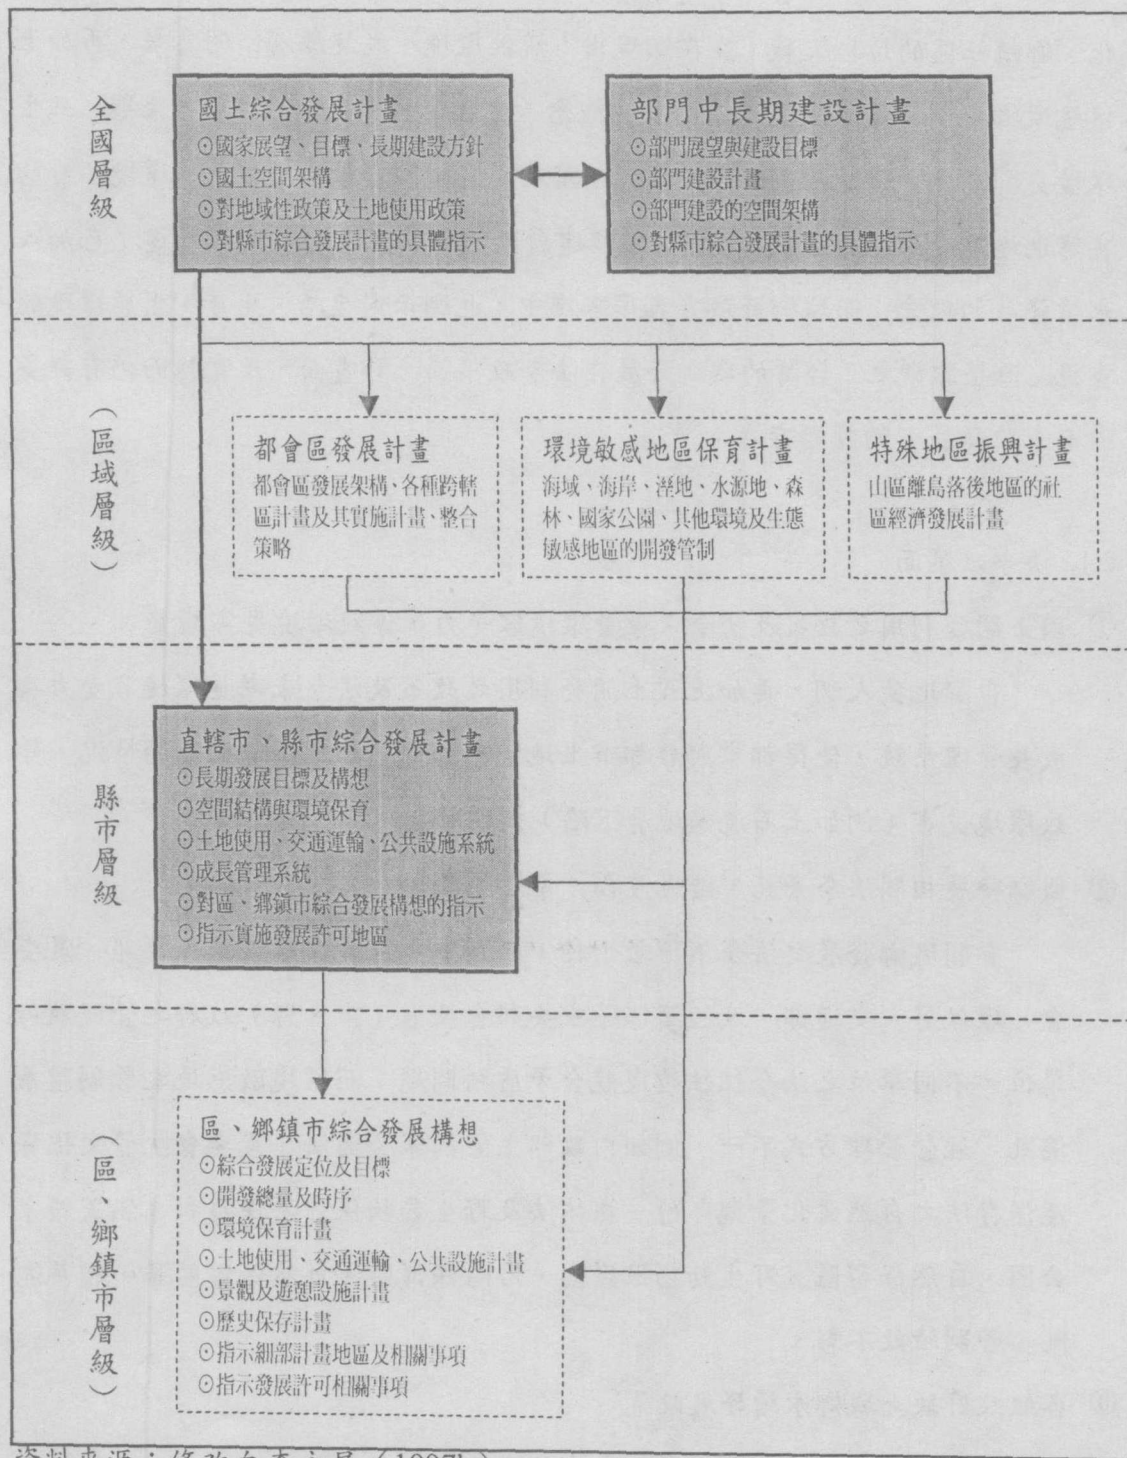 全國層級
國土綜合發展計畫
⊙國家展望、目標、長期建設方針
⊙國土空間架構
⊙對地域性政策及土地使用政策
⊙對縣市綜合發展計畫的具體指示
部門中長期建設計畫
⊙部門展望與建設目標
⊙部門建設計畫
⊙部門建設的空間架構
⊙對縣市綜合發展計畫的具體指示
（區域層級）
都會區發展計畫
都會區發展架構、各種跨轄
區計畫及其實施計畫、整合
策略
環境敏感地區保育計畫
海域、海岸、溼地、水源地、森
林、國家公園、其他環境及生態
敏感地區的開發管制
特殊地區振興計畫
山區離島落後地區的社
區經濟發展計畫
縣市層級
直轄市、縣市綜合發展計畫
⊙長期發展目標及構想
⊙空間結構與環境保育
⊙土地使用、交通運輸、公共設施系統
⊙成長管理系統
⊙對區、鄉鎮市綜合發展構想的指示
⊙指示實施發展許可地區
（區、鄉鎮市層級）
區、鄉鎮市綜合發展構想
⊙綜合發展定位及目標
⊙開發總量及時序
⊙環境保育計畫
⊙土地使用、交通運輸、公共設施計畫
⊙景觀及遊憩設施計畫
⊙歷史保存計畫
⊙指示細部計畫地區及相關事項
⊙指示發展許可相關事項
資料來源：修改自